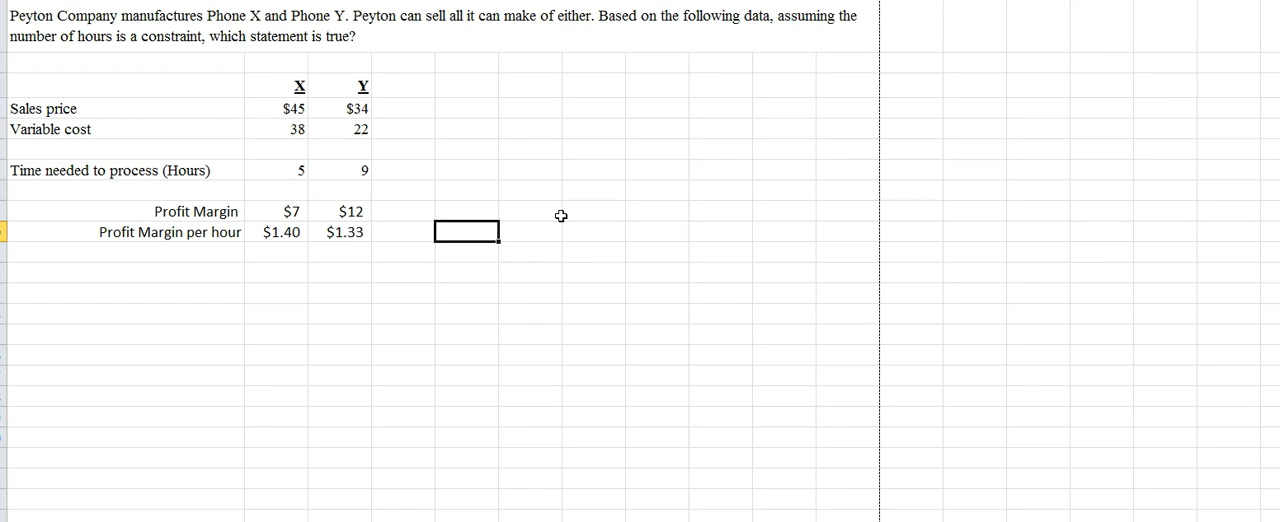 Peyton Company manufactures Phone X and Phone Y. Peyton can sell all it can make of either. Based on the following data, assuming the
number of hours is a constraint, which statement is true?
X Y
Sales price $45 $34
Variable cost 38 22
Time needed to process (Hours) 5 9
Profit Margin $7 $12
Profit Margin per hour $1.40 $1.33